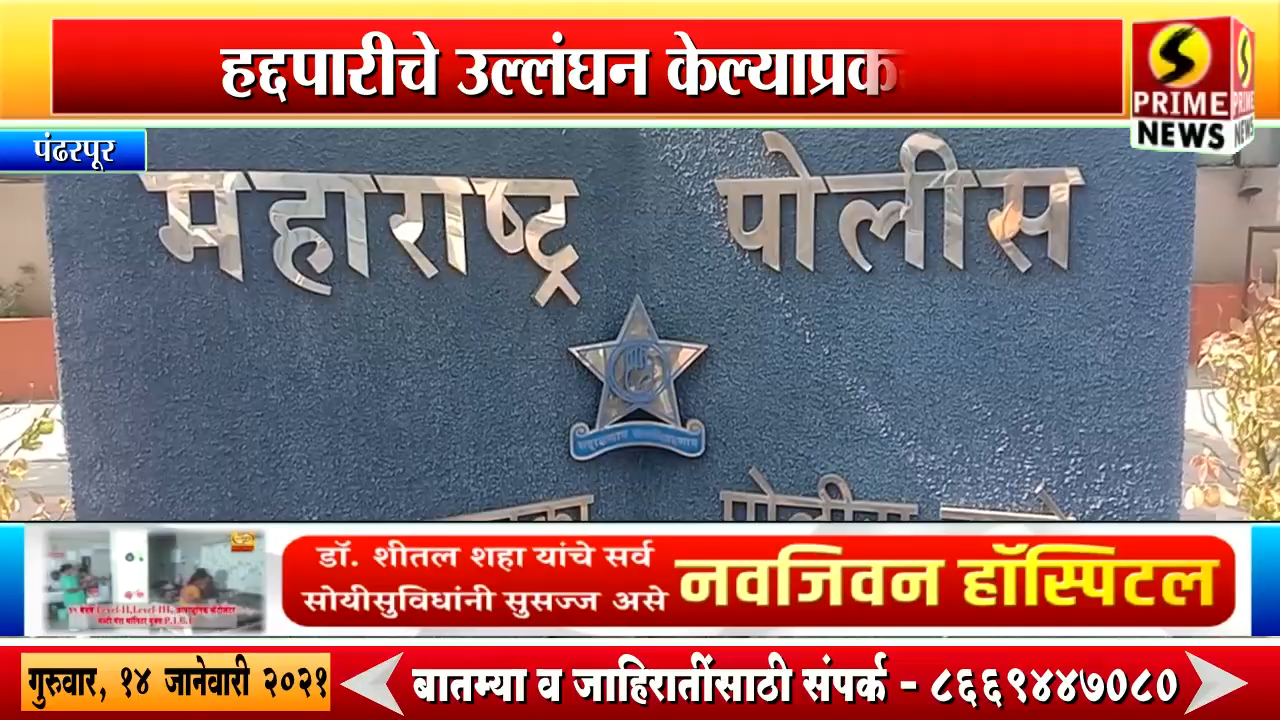 हद्दपारीचे उल्लंघन केल्याप्रक
S
PRIME
NEWS
पंढरपूर
महाराष्ट्र पोलीस
डॉ. शीतल शहा यांचे सर्व
सोयीसुविधांनी सुसज्ज असे
नवजिवन हॉस्पिटल
गुरुवार, १४ जानेवारी २०२१
बातम्या व जाहिरातींसाठी संपर्क - ८६६९४४७०८०